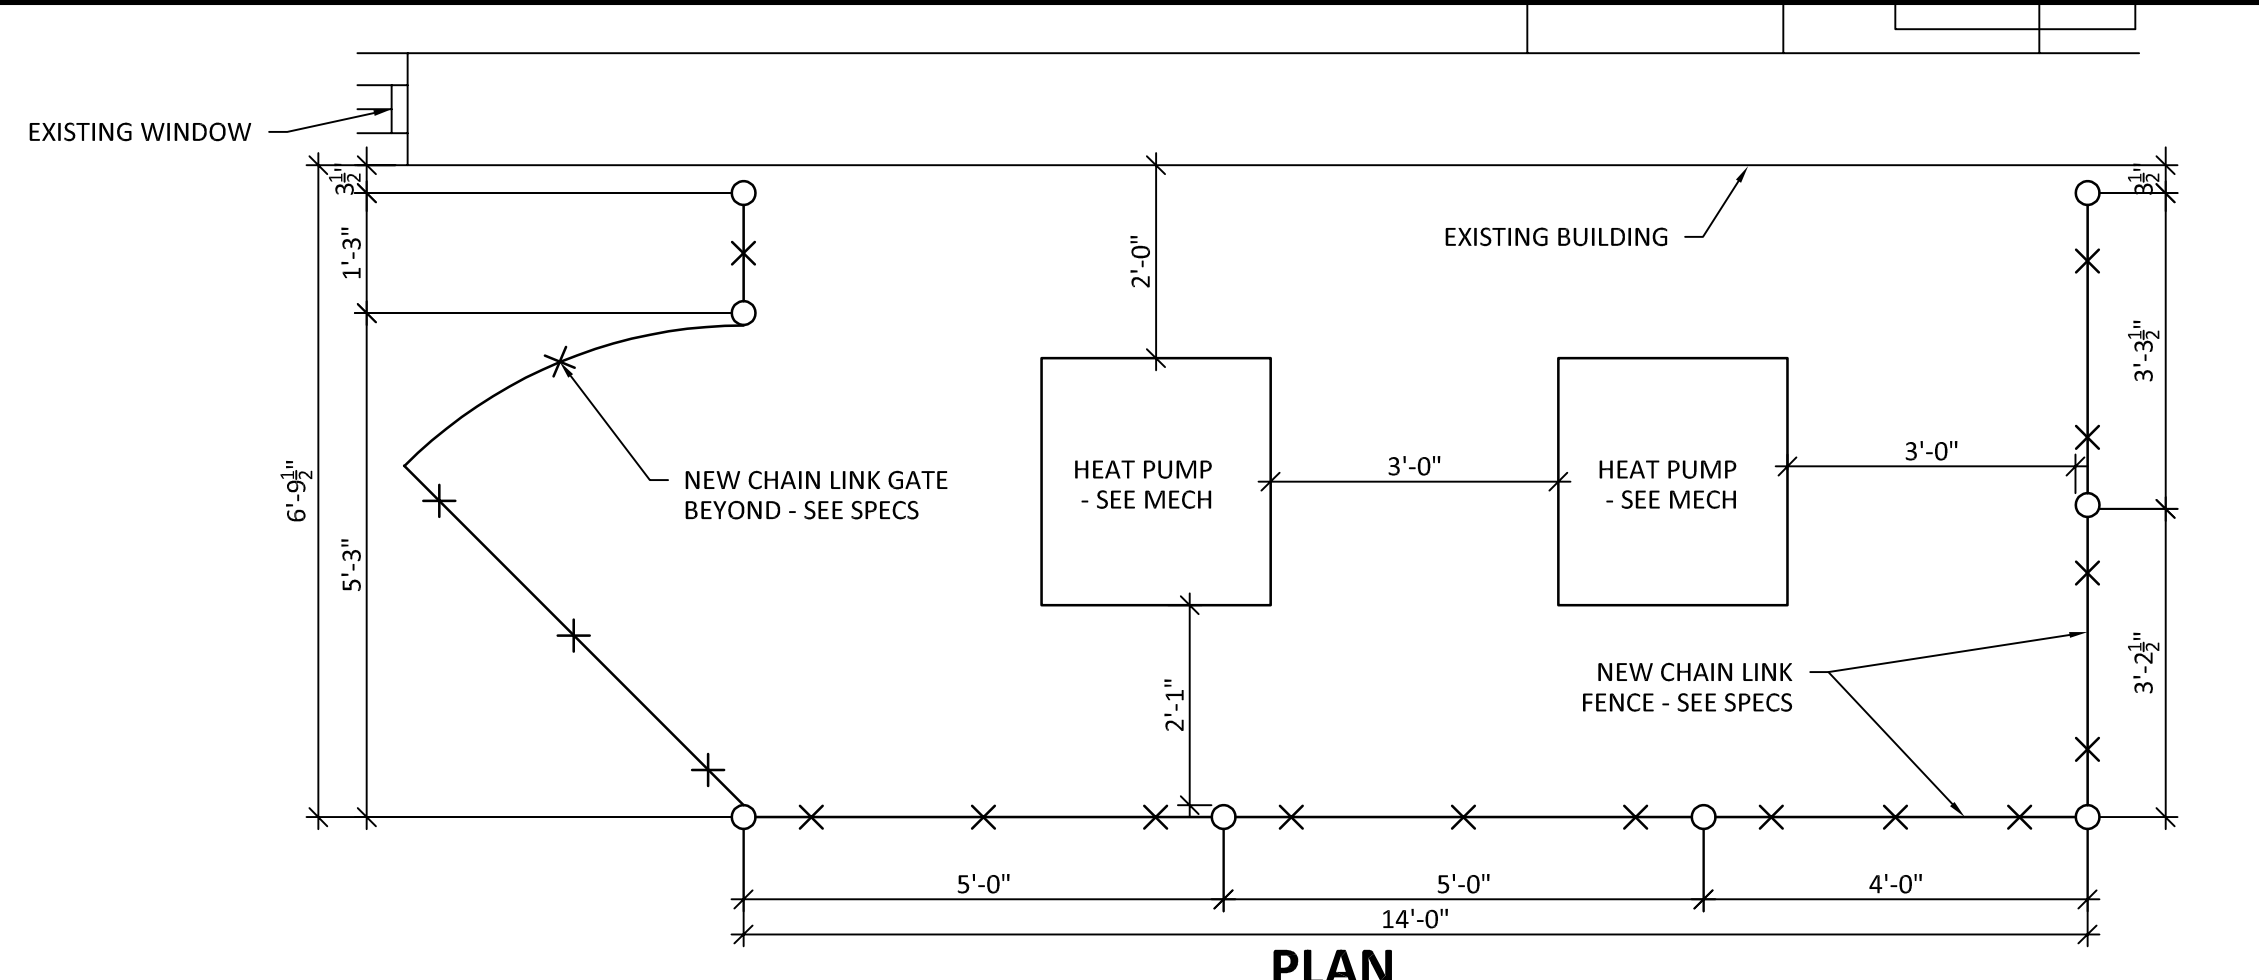 EXISTING WINDOW
3½"
3½"
EXISTING BUILDING
1'-3"
2'-0"
3'-3½"
HEAT PUMP
- SEE MECH
3'-0"
HEAT PUMP
- SEE MECH
3'-0"
NEW CHAIN LINK GATE
BEYOND - SEE SPECS
6'-9½"
5'-3"
2'-1"
NEW CHAIN LINK
FENCE - SEE SPECS
3'-2½"
5'-0"
5'-0"
4'-0"
14'-0"
PLAN